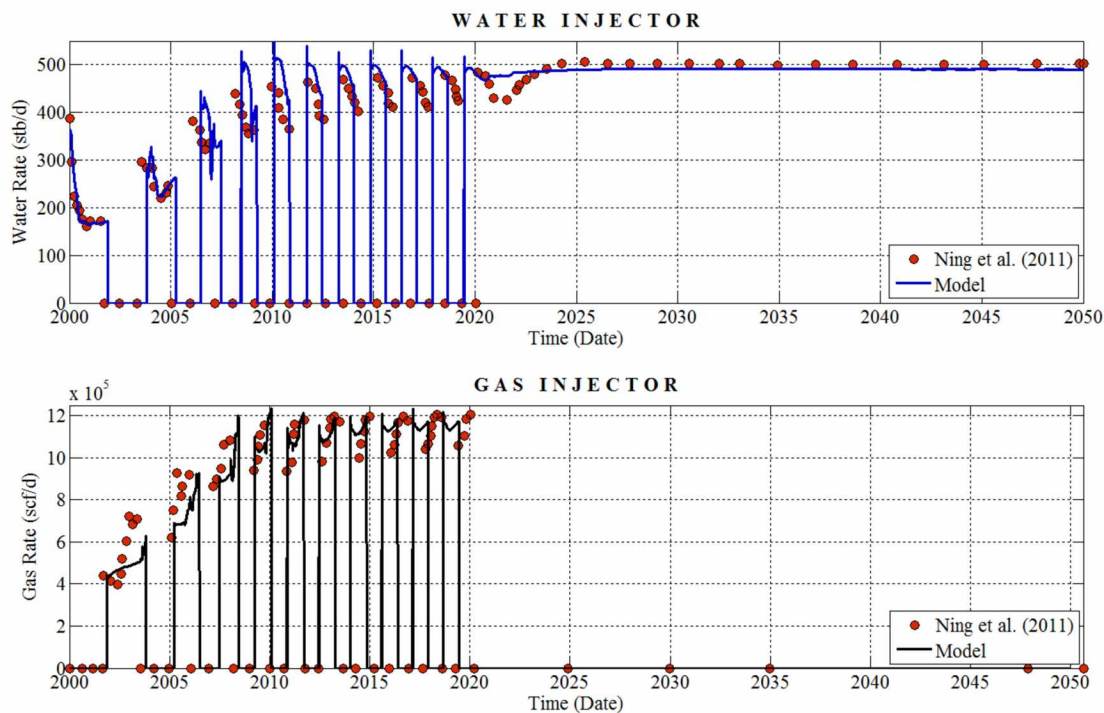 WATER INJECTOR
Water Rate (stb/d)
500
400
300
200
100
0
Ning et al. (2011)
Model
2000 2005 2010 2015 2020 2025 2030 2035 2040 2045 2050
Time (Date)
GAS INJECTOR
x 10^5
Gas Rate (scf/d)
12
10
8
6
4
2
0
Ning et al. (2011)
Model
2000 2005 2010 2015 2020 2025 2030 2035 2040 2045 2050
Time (Date)